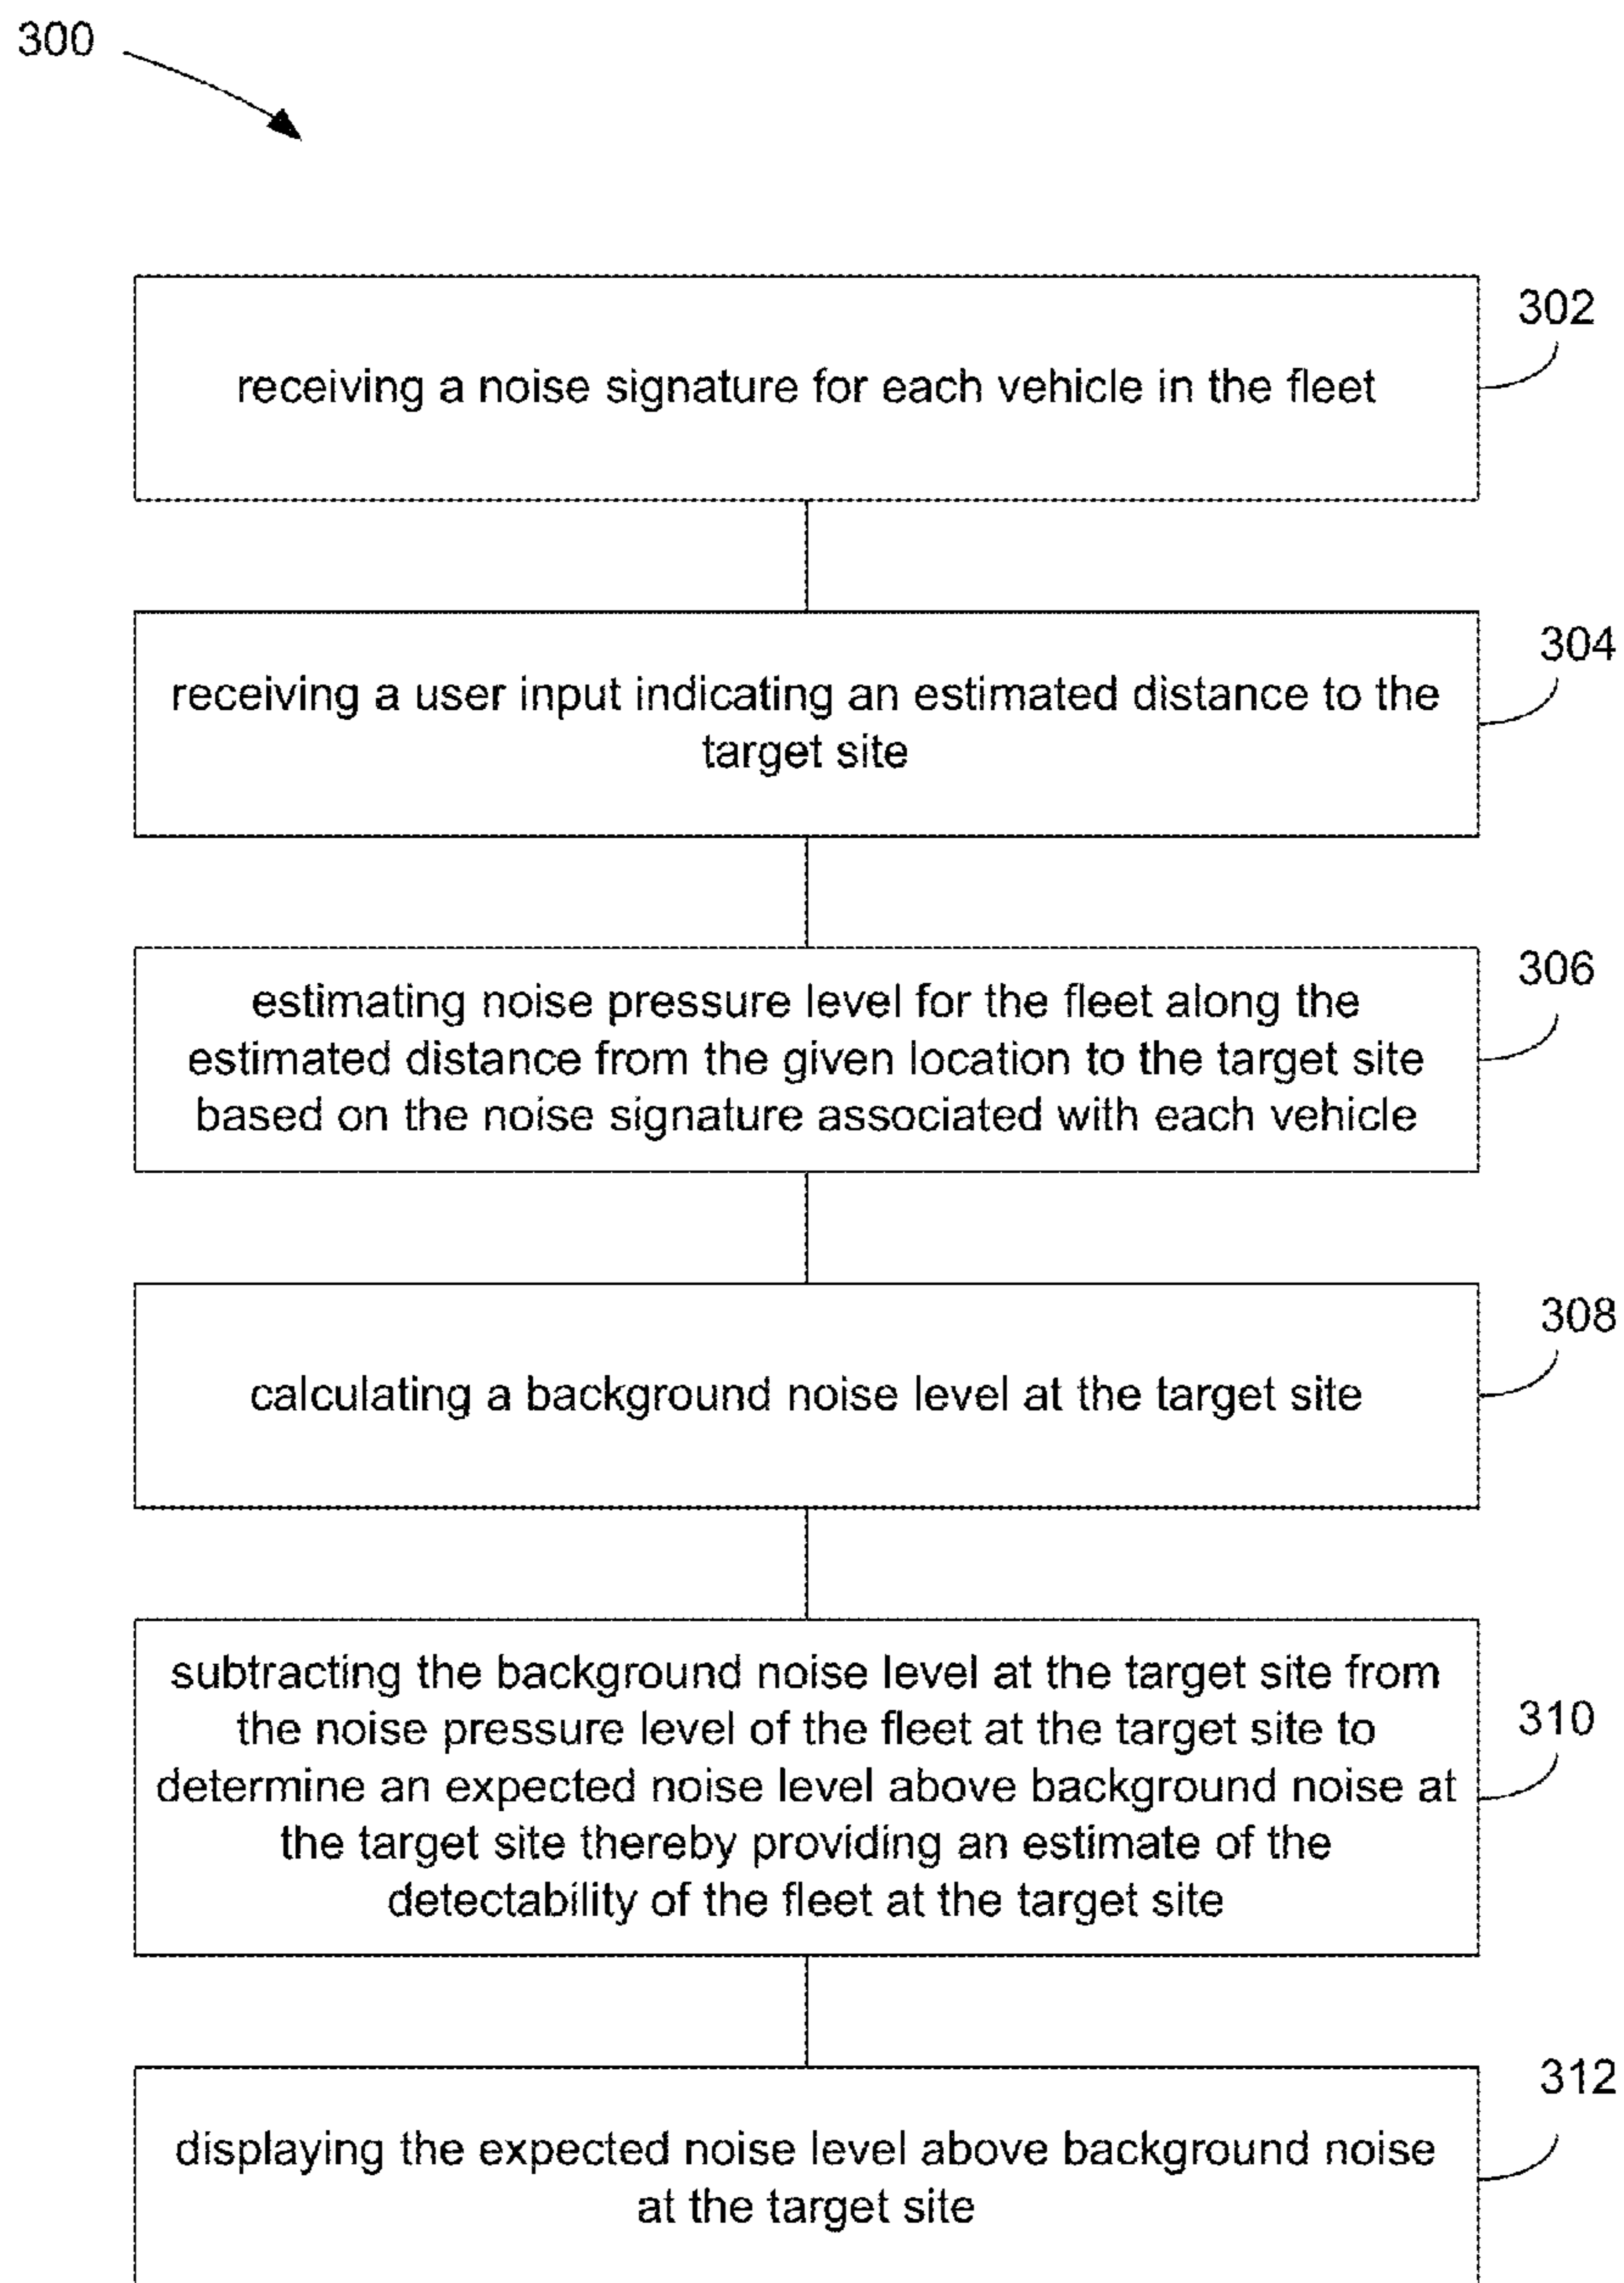 300
302
receiving a noise signature for each vehicle in the fleet
304
receiving a user input indicating an estimated distance to the
target site
306
estimating noise pressure level for the fleet along the
estimated distance from the given location to the target site
based on the noise signature associated with each vehicle
308
calculating a background noise level at the target site
subtracting the background noise level at the target site from
310
the noise pressure level of the fleet at the target site to
determine an expected noise level above background noise at
the target site thereby providing an estimate of the
detectability of the fleet at the target site
312
displaying the expected noise level above background noise
at the target site